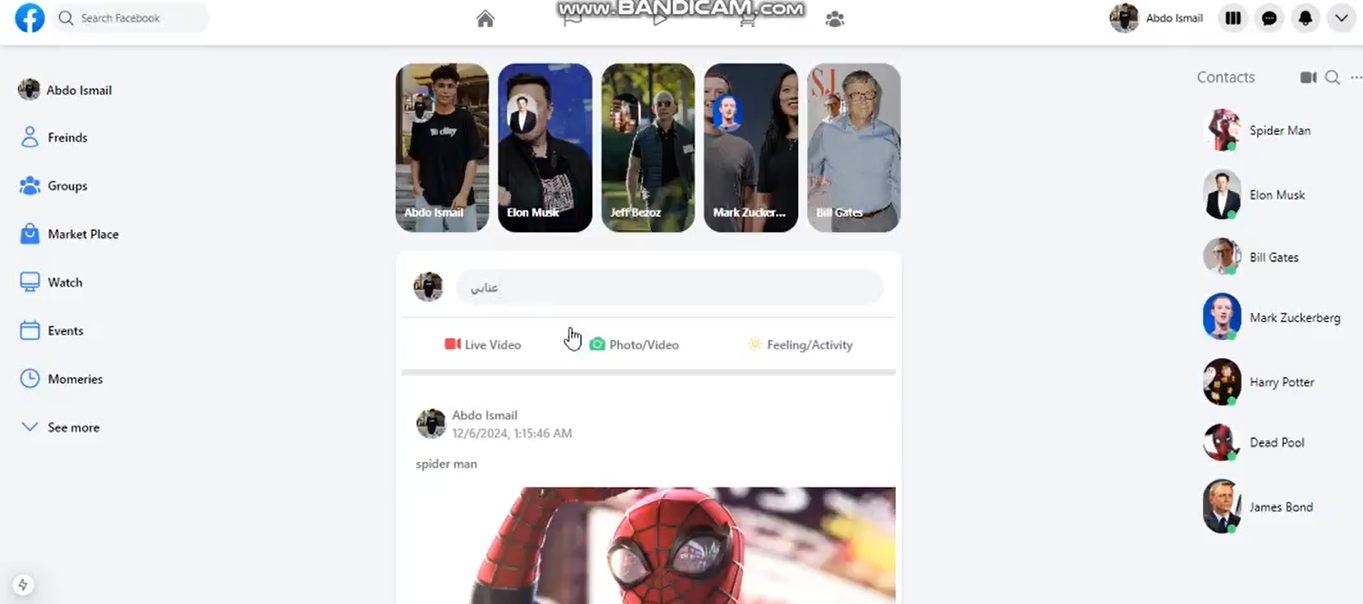 www.BANDICAM.com
Search Facebook
Abdo Ismail
Abdo Ismail
Freinds
Groups
Market Place
Watch
Events
Momeries
See more
Abdo Ismail
Elon Musk
Jeff Bezoz
Mark Zucker...
Bill Gates
عنابي
Live Video
Photo/Video
Feeling/Activity
Abdo Ismail
12/6/2024, 1:15:46 AM
spider man
Contacts
Spider Man
Elon Musk
Bill Gates
Mark Zuckerberg
Harry Potter
Dead Pool
James Bond